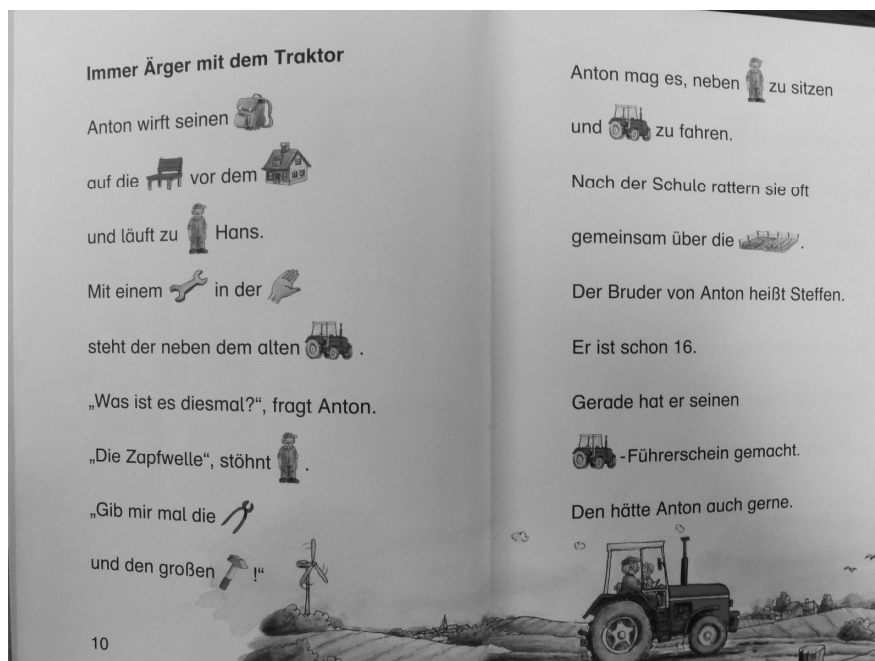 Immer Ärger mit dem Traktor
Anton wirft seinen
auf die vor dem
und läuft zu Hans.
Mit einem in der
steht der neben dem alten .
„Was ist es diesmal?“, fragt Anton.
„Die Zapfwelle“, stöhnt .
„Gib mir mal die
und den großen !“
10
Anton mag es, neben zu sitzen
und zu fahren.
Nach der Schule rattern sie oft
gemeinsam über die .
Der Bruder von Anton heißt Steffen.
Er ist schon 16.
Gerade hat er seinen
-Führerschein gemacht.
Den hätte Anton auch gerne.